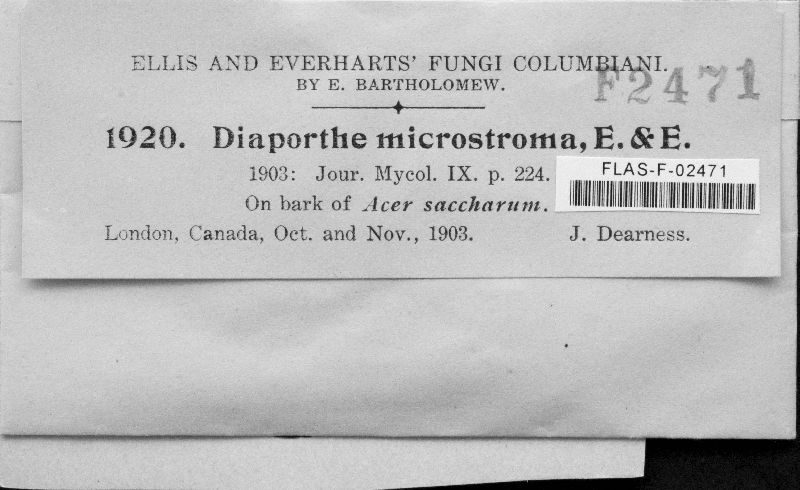 ELLIS AND EVERHARTS' FUNGI COLUMBIANI.
BY E. BARTHOLOMEW.
F2471
1920. Diaporthe microstroma, E. & E.
1903: Jour. Mycol. IX. p. 224.
FLAS-F-02471
On bark of Acer saccharum.
London, Canada, Oct. and Nov., 1903. J. Dearness.